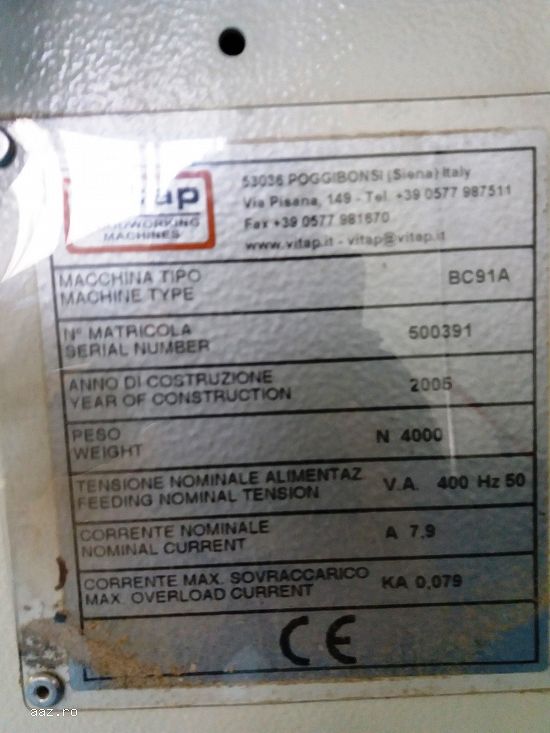 53036 POGGIBONSI (Siena) Italy
Via Pisana, 149 - Tel. +39 0577 987511
Fax +39 0577 981670
www.vitap.it - vitap@vitap.it
MACHINES
MACCHINA TIPO BC91A
MACHINE TYPE
N° MATRICOLA 500391
SERIAL NUMBER
ANNO DI COSTRUZIONE 2005
YEAR OF CONSTRUCTION
PESO N 4000
WEIGHT
TENSIONE NOMINALE ALIMENTAZ V.A. 400 Hz 50
FEEDING NOMINAL TENSION
CORRENTE NOMINALE A 7,9
NOMINAL CURRENT
CORRENTE MAX. SOVRACCARICO KA 0,079
MAX. OVERLOAD CURRENT
CE
aaz.ro